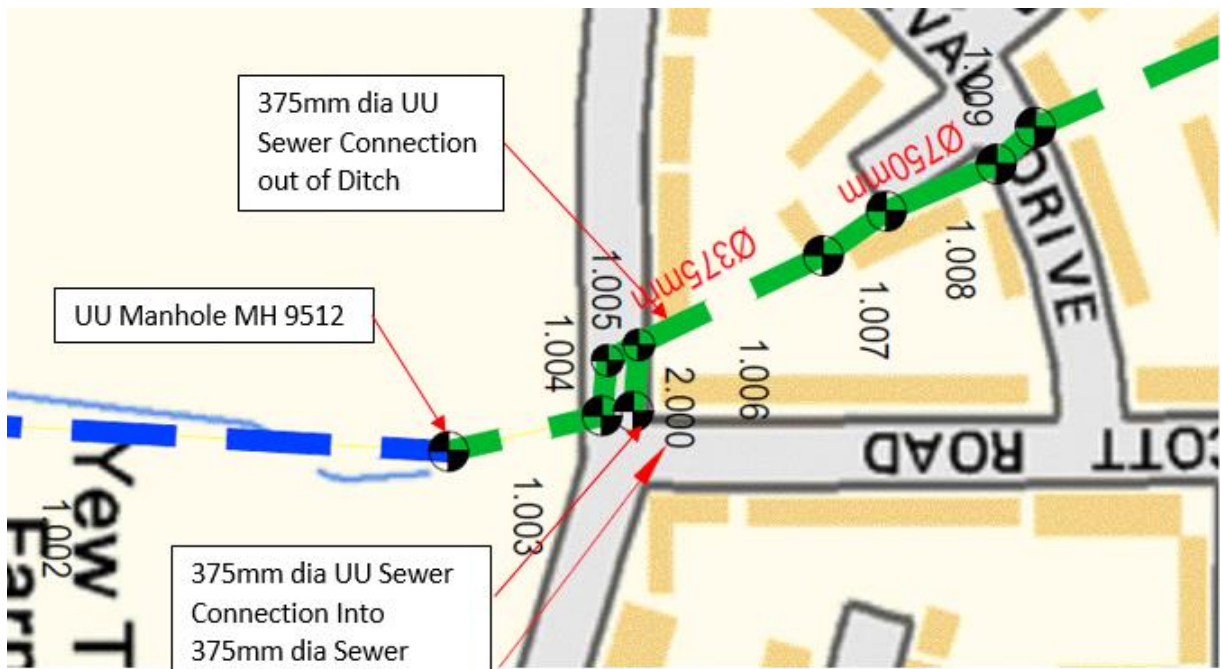 375mm dia UU
Sewer Connection
out of Ditch
UU Manhole MH 9512
375mm dia UU Sewer
Connection Into
375mm dia Sewer
1.009
Ø750mm
DRIVE
1.008
Ø375mm
1.007
1.005
1.004
1.006
2.000
ROAD
1.003
1.002
Yew T